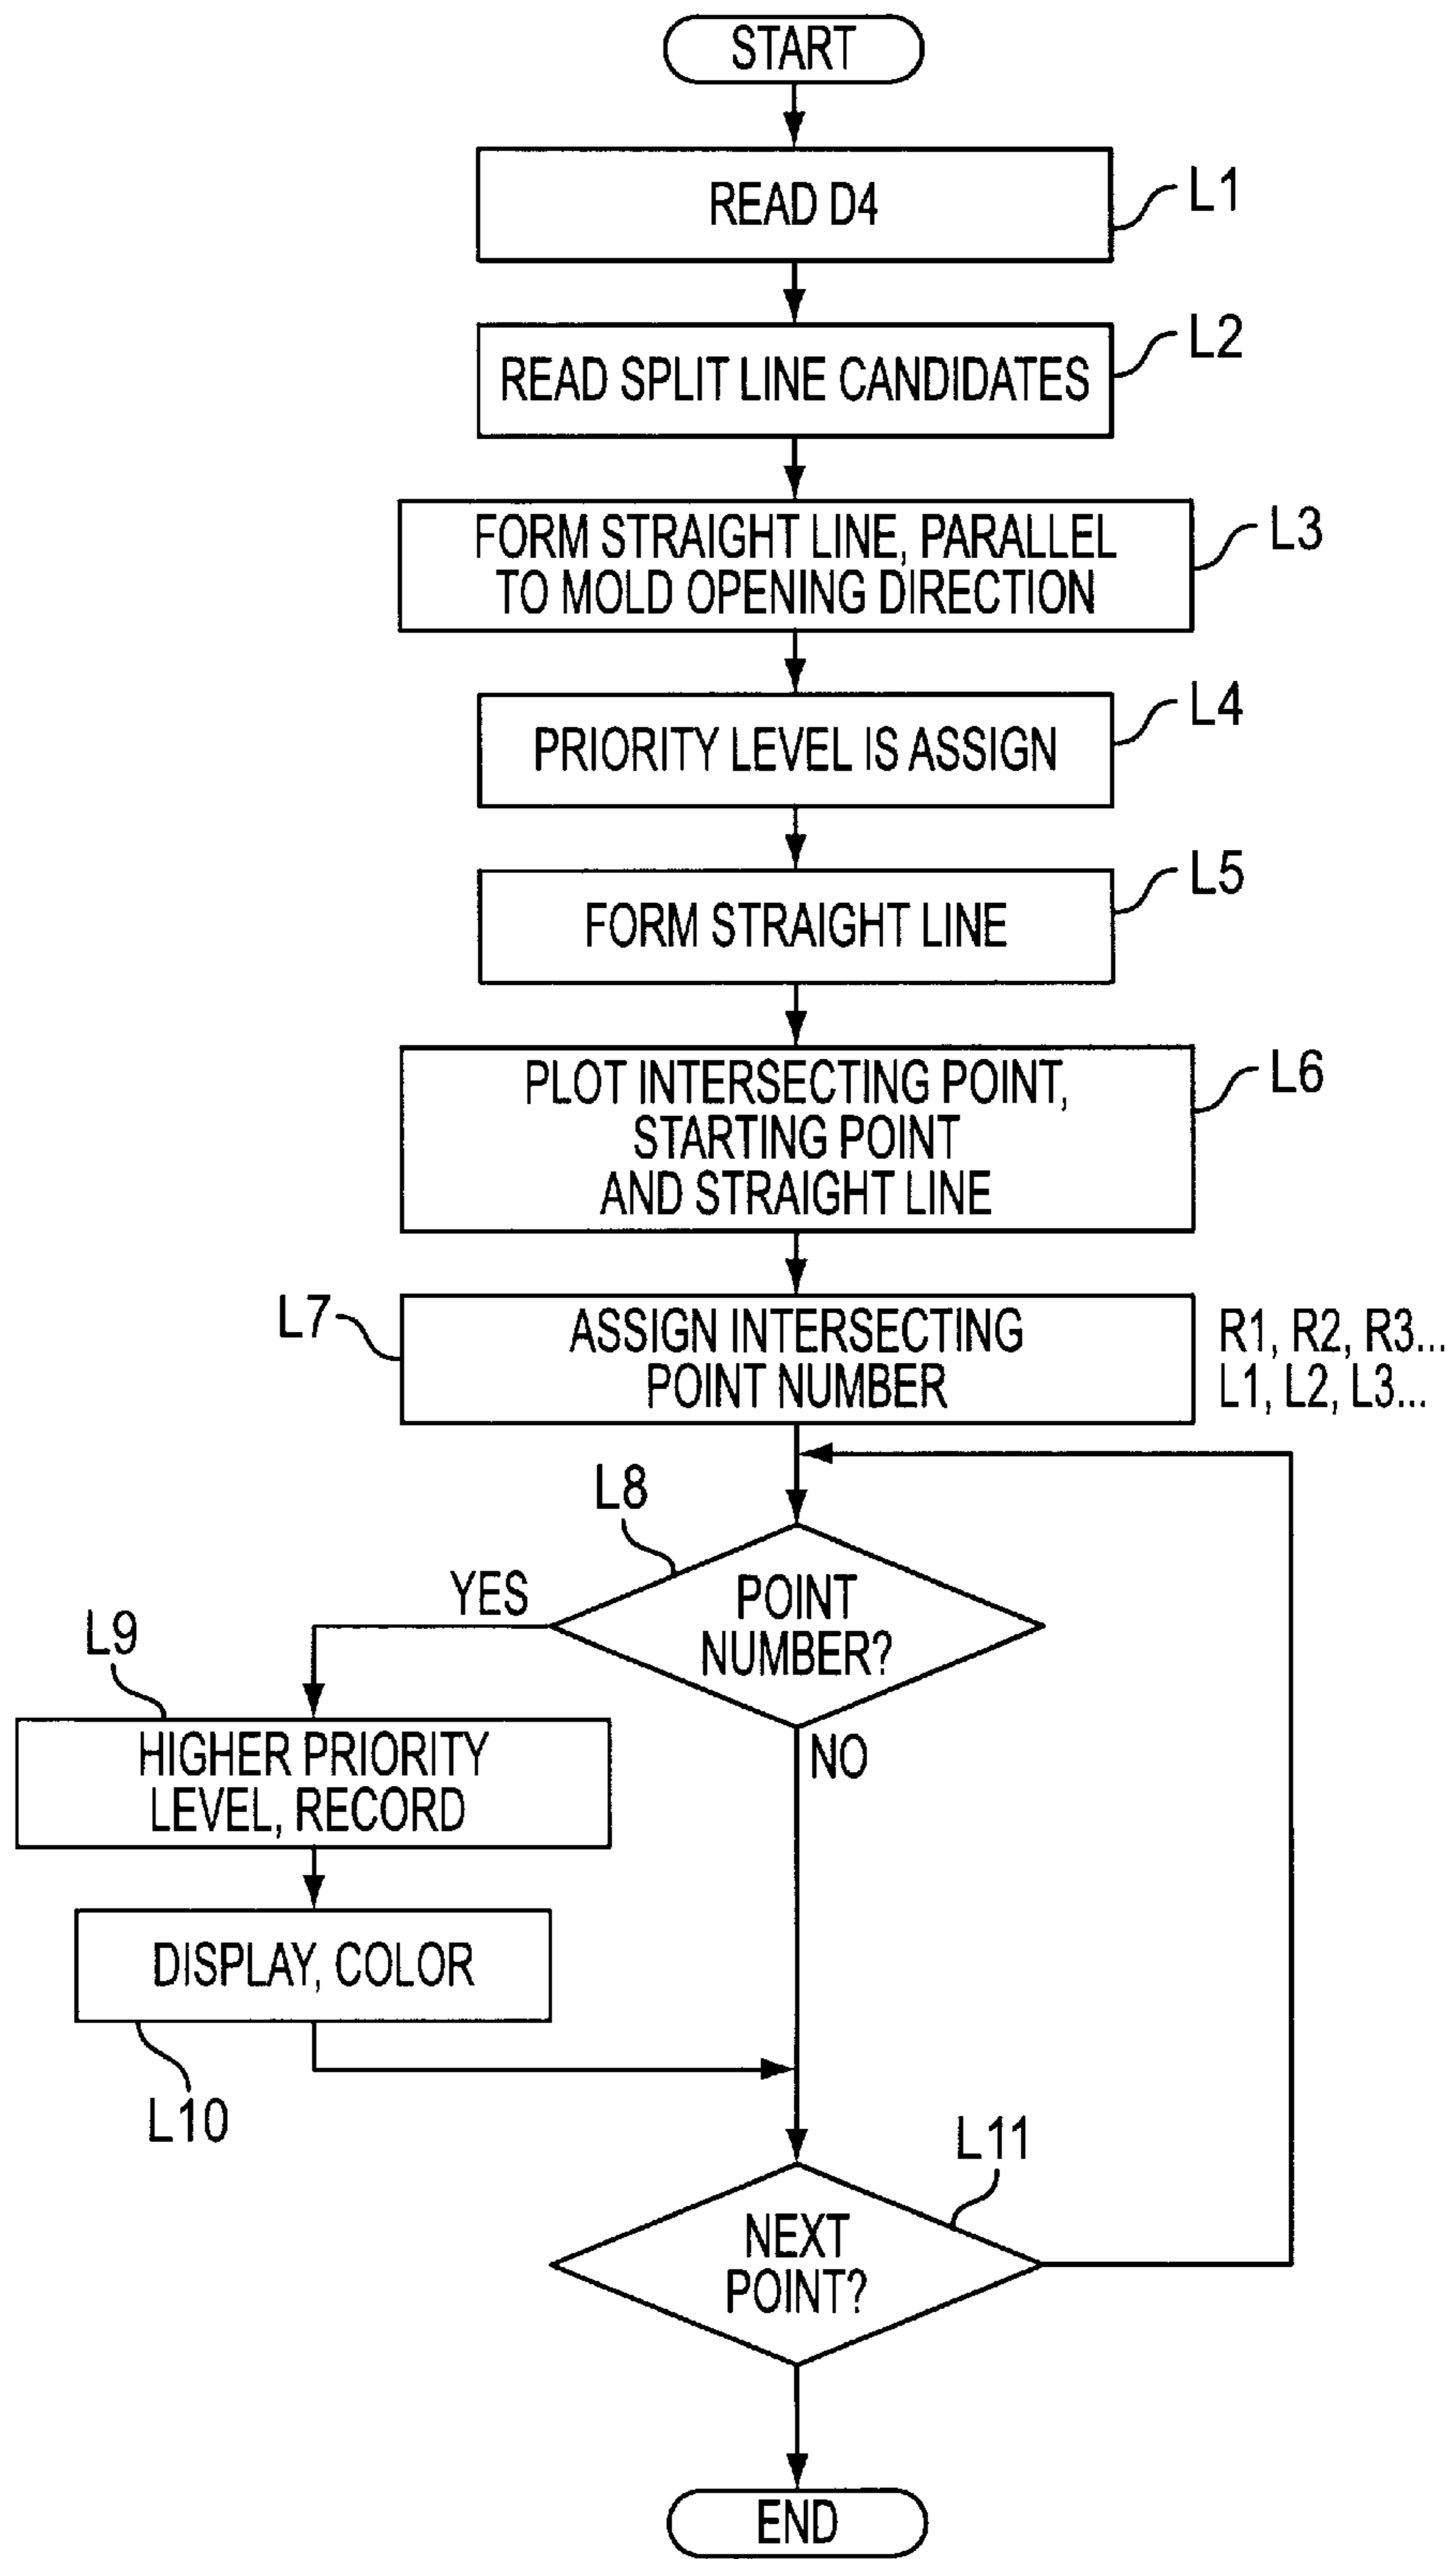 START
READ D4
L1
READ SPLIT LINE CANDIDATES
L2
FORM STRAIGHT LINE, PARALLEL
TO MOLD OPENING DIRECTION
L3
PRIORITY LEVEL IS ASSIGN
L4
FORM STRAIGHT LINE
L5
PLOT INTERSECTING POINT,
STARTING POINT
AND STRAIGHT LINE
L6
L7
ASSIGN INTERSECTING
POINT NUMBER
R1, R2, R3...
L1, L2, L3...
L8
POINT
NUMBER?
YES
NO
L9
HIGHER PRIORITY
LEVEL, RECORD
DISPLAY, COLOR
L10
L11
NEXT
POINT?
END